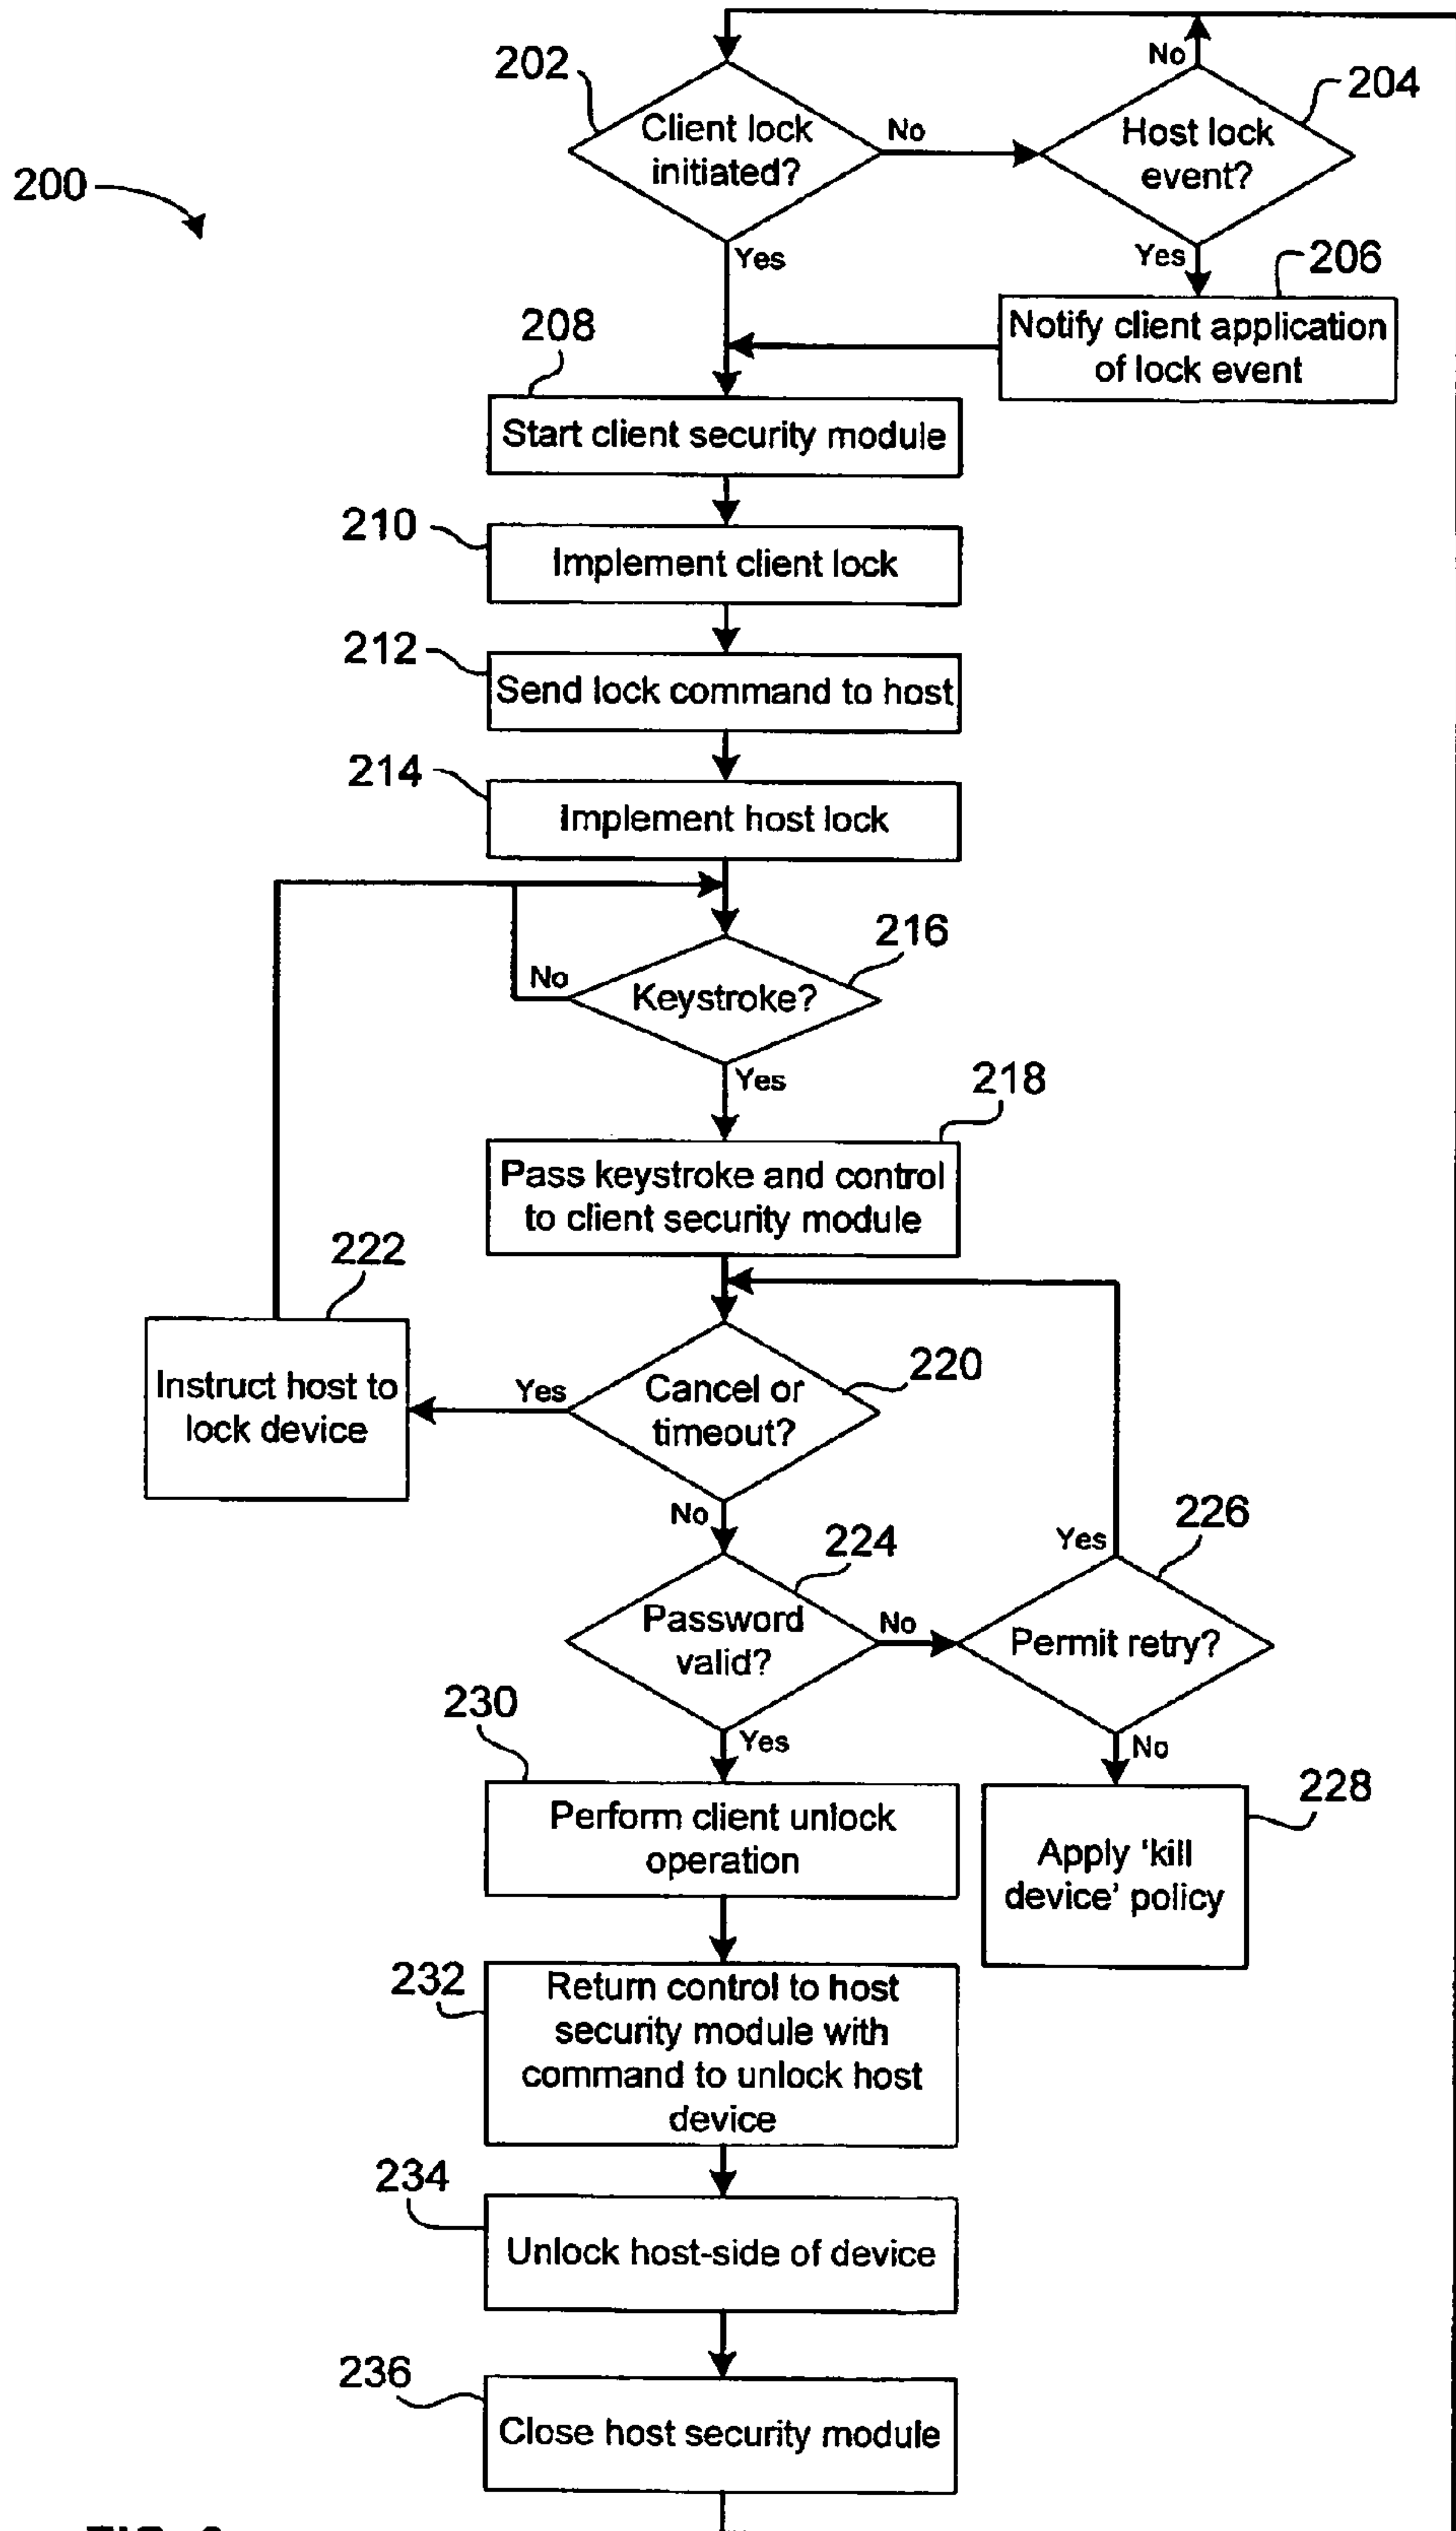 202
Client lock
initiated?
No
No
Host lock
event?
204
200
Yes
Yes
206
Notify client application
of lock event
208
Start client security module
210
Implement client lock
212
Send lock command to host
214
Implement host lock
216
No
Keystroke?
Yes
218
Pass keystroke and control
to client security module
222
Instruct host to
lock device
Yes
Cancel or
timeout?
220
No
224
Password
valid?
No
Yes
226
Permit retry?
230
Yes
No
Perform client unlock
operation
228
Apply ‘kill
device’ policy
232
Return control to host
security module with
command to unlock host
device
234
Unlock host-side of device
236
Close host security module